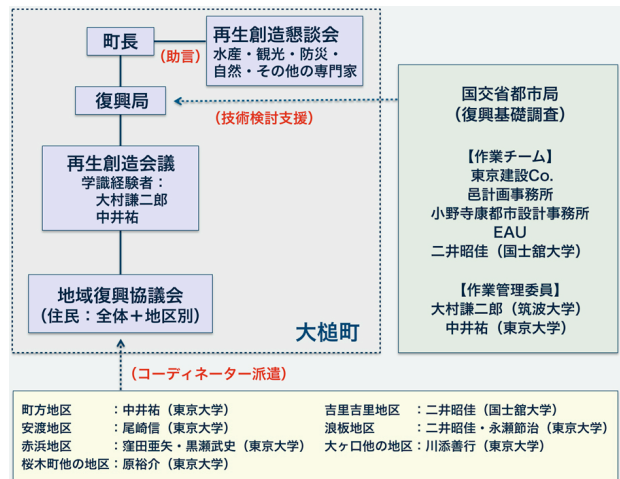 町長
再生創造懇談会
水産・観光・防災・
自然・その他の専門家
(助言)
復興局
(技術検討支援)
再生創造会議
学識経験者：
大村謙二郎
中井祐
地域復興協議会
(住民：全体＋地区別)
大槌町
(コーディネーター派遣)
国交省都市局
(復興基礎調査)
【作業チーム】
東京建設Co.
邑計画事務所
小野寺康都市設計事務所
EAU
二井昭佳（国士舘大学）
【作業管理委員】
大村謙二郎（筑波大学）
中井祐（東京大学）
町方地区　：中井祐（東京大学）
安渡地区　：尾崎信（東京大学）
赤浜地区　：窪田亜矢・黒瀬武史（東京大学）
桜木町他の地区：原裕介（東京大学）
吉里吉里地区　：二井昭佳（国士舘大学）
浪板地区　：二井昭佳・永瀬節治（東京大学）
大ヶ口他の地区：川添善行（東京大学）